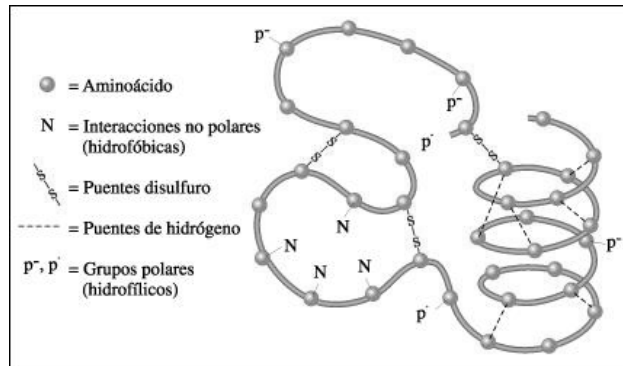 = Aminoácido
N = Interacciones no polares
(hidrofóbicas)
S–S = Puentes disulfuro
= Puentes de hidrógeno
p⁻, p˙ = Grupos polares
(hidrofílicos)
p⁻
p⁻
p˙
S–S
S–S
N
N
N
N
S
S
p˙
p⁻